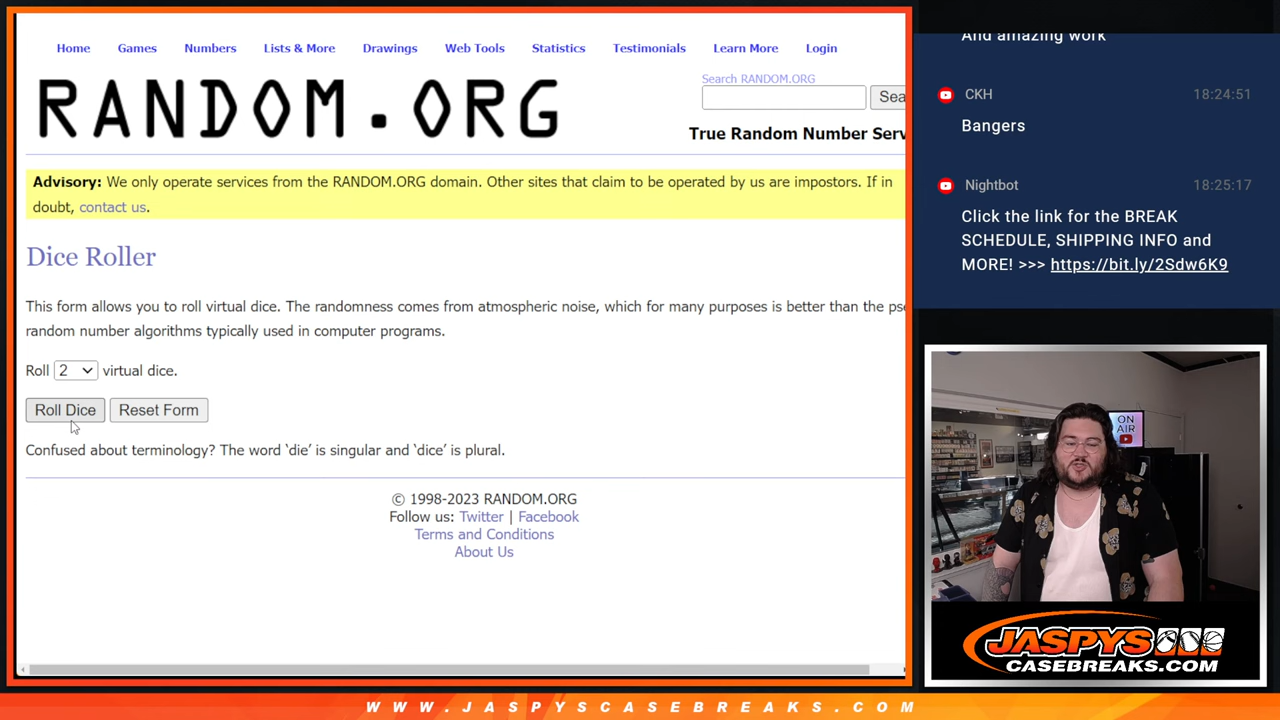 Home Games Numbers Lists & More Drawings Web Tools Statistics Testimonials Learn More Login
RANDOM.ORG
Search RANDOM.ORG
Sea
True Random Number Serv
Advisory: We only operate services from the RANDOM.ORG domain. Other sites that claim to be operated by us are impostors. If in
doubt, contact us.
Dice Roller
This form allows you to roll virtual dice. The randomness comes from atmospheric noise, which for many purposes is better than the pse
random number algorithms typically used in computer programs.
Roll 2 virtual dice.
Roll Dice Reset Form
Confused about terminology? The word ‘die’ is singular and ‘dice’ is plural.
© 1998-2023 RANDOM.ORG
Follow us: Twitter | Facebook
Terms and Conditions
About Us
And amazing work
CKH 18:24:51
Bangers
Nightbot 18:25:17
Click the link for the BREAK
SCHEDULE, SHIPPING INFO and
MORE! >>> https://bit.ly/2Sdw6K9
ON
AIR
JASPYS
CASEBREAKS.COM
WWW.JASPYSCASEBREAKS.COM